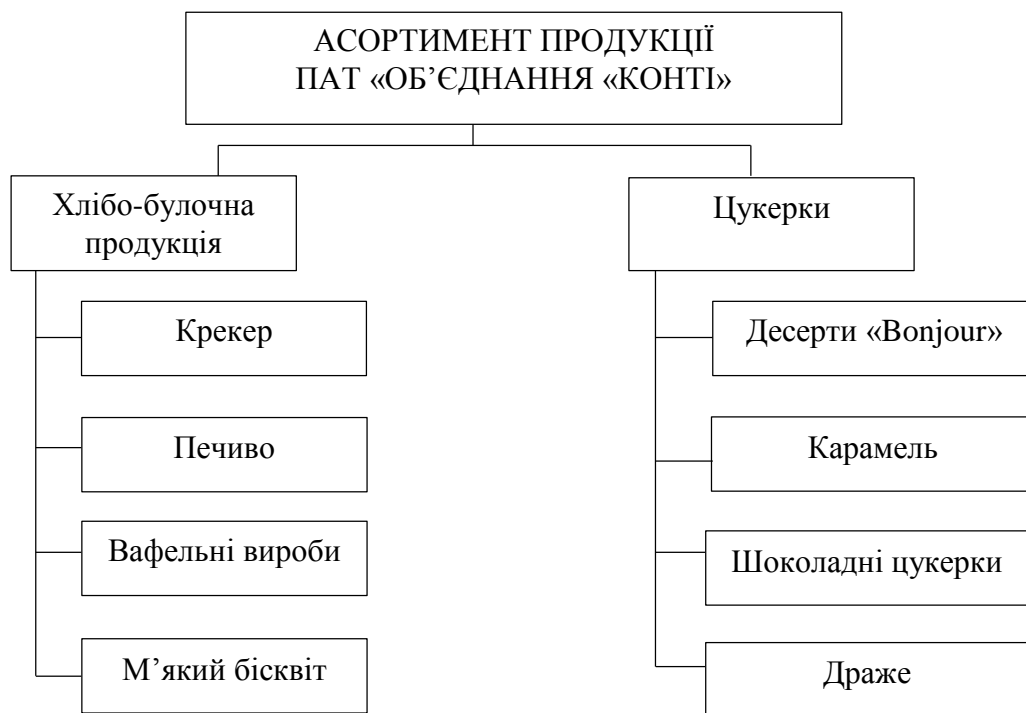 АСОРТИМЕНТ ПРОДУКЦІЇ
ПАТ «ОБ’ЄДНАННЯ «КОНТІ»
Хлібо-булочна
продукція
Крекер
Печиво
Вафельні вироби
М’який бісквіт
Цукерки
Десерти «Bonjour»
Карамель
Шоколадні цукерки
Драже